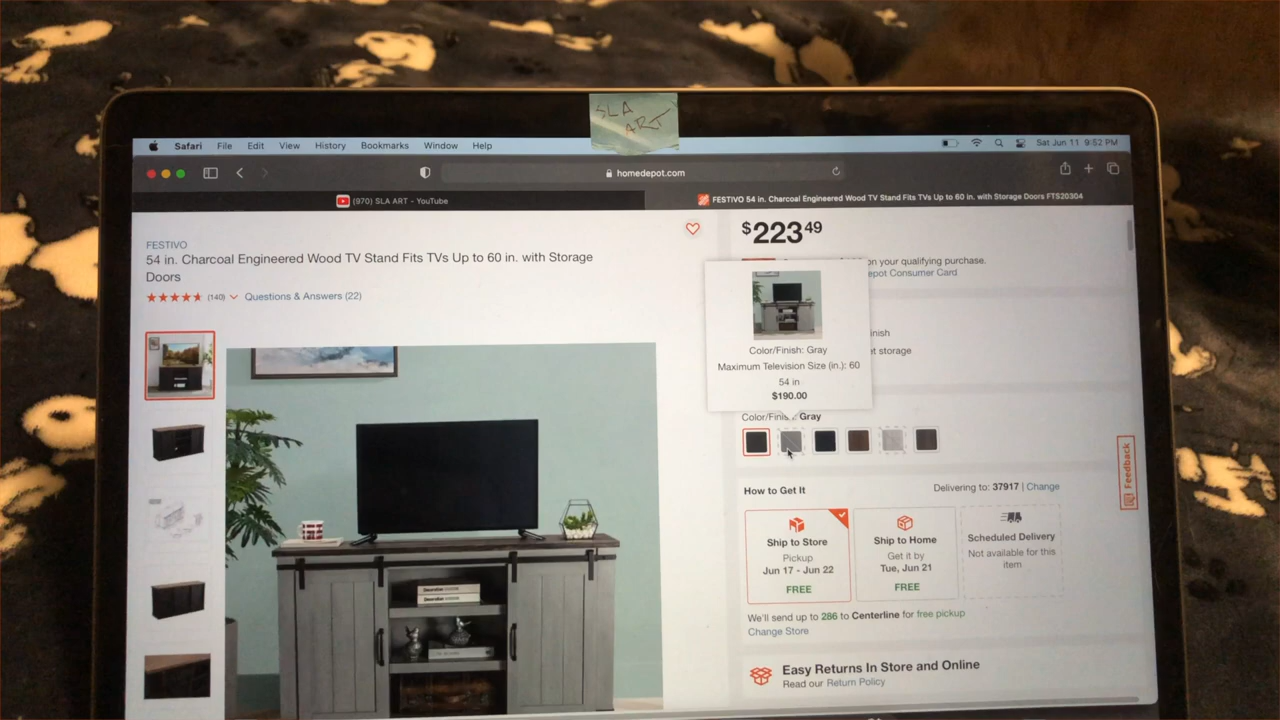 SLA
ART
Safari File Edit View History Bookmarks Window Help
Sat Jun 11 9:52 PM
homedepot.com
(970) SLA ART - YouTube
FESTIVO 54 in. Charcoal Engineered Wood TV Stand Fits TVs Up to 60 in. with Storage Doors FTS20304
FESTIVO
54 in. Charcoal Engineered Wood TV Stand Fits TVs Up to 60 in. with Storage
Doors
(140)
Questions & Answers (22)
$223 49
on your qualifying purchase.
epot Consumer Card
inish
storage
Color/Finish: Gray
Maximum Television Size (in.): 60
54 in
$190.00
Gray
How to Get It
Delivering to: 37917 | Change
Ship to Store
Pickup
Jun 17 - Jun 22
FREE
Ship to Home
Get it by
Tue, Jun 21
FREE
Scheduled Delivery
Not available for this
item
We'll send up to 286 to Centerline for free pickup
Change Store
Easy Returns In Store and Online
Read our Return Policy
Feedback